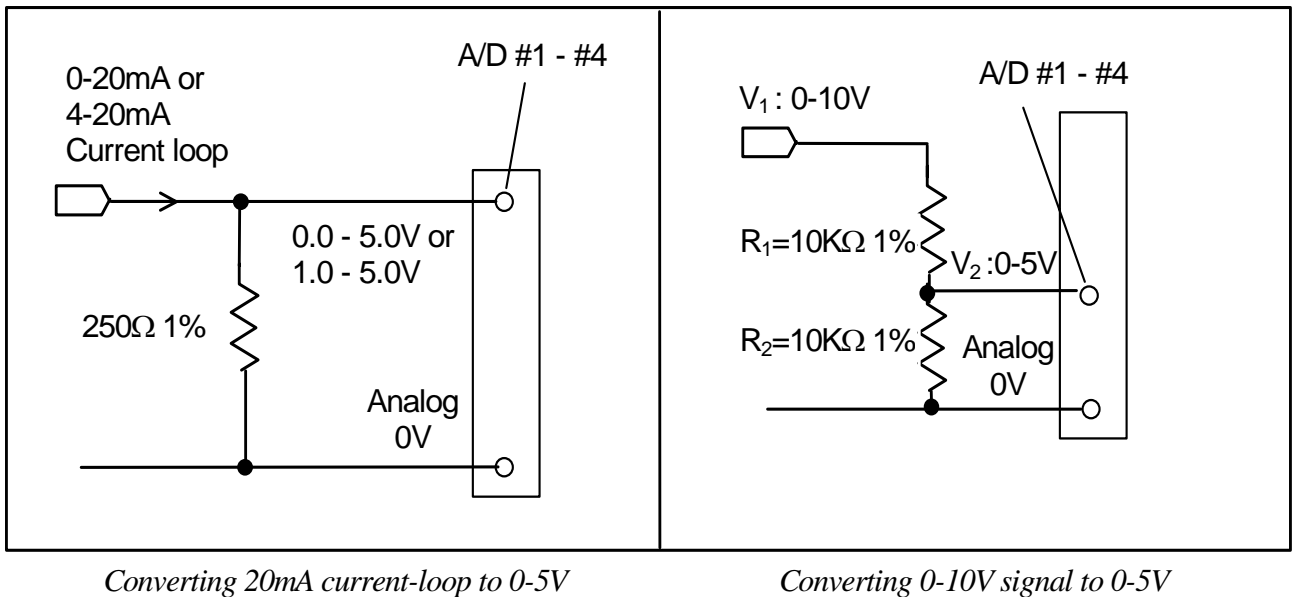 0-20mA or
4-20mA
Current loop
A/D #1 - #4
0.0 - 5.0V or
1.0 - 5.0V
250Ω 1%
Analog
0V
Converting 20mA current-loop to 0-5V
A/D #1 - #4
V₁ : 0-10V
R₁=10KΩ 1%
V₂ :0-5V
R₂=10KΩ 1%
Analog
0V
Converting 0-10V signal to 0-5V